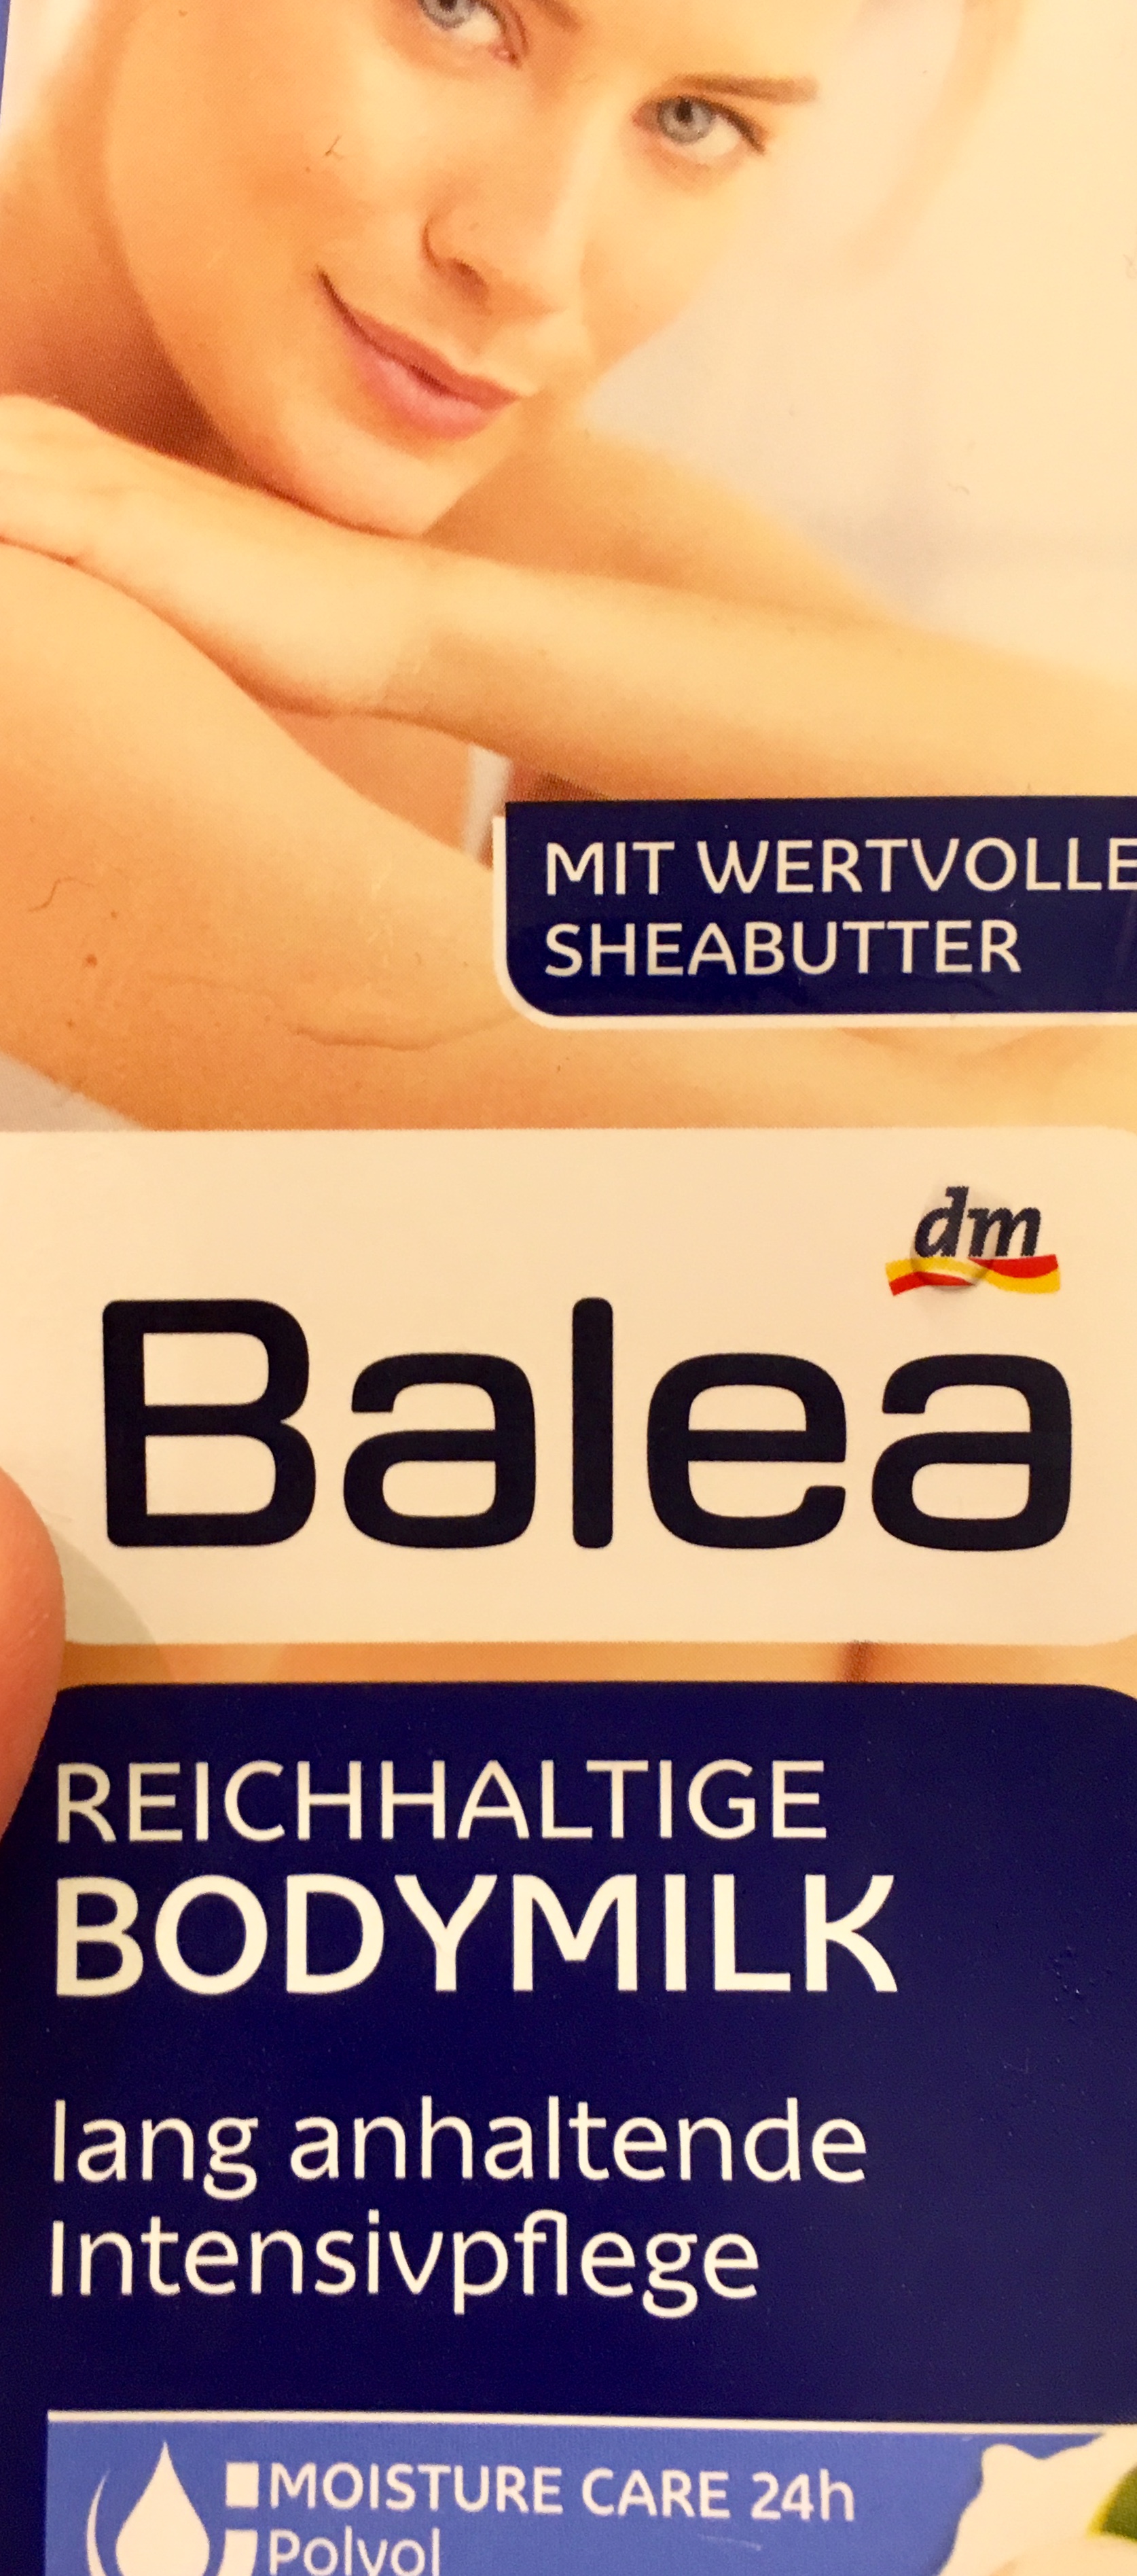 MIT WERTVOLLE
SHEABUTTER
dm
Balea
REICHHALTIGE
BODYMILK
lang anhaltende
Intensivpflege
MOISTURE CARE 24h
Polyol